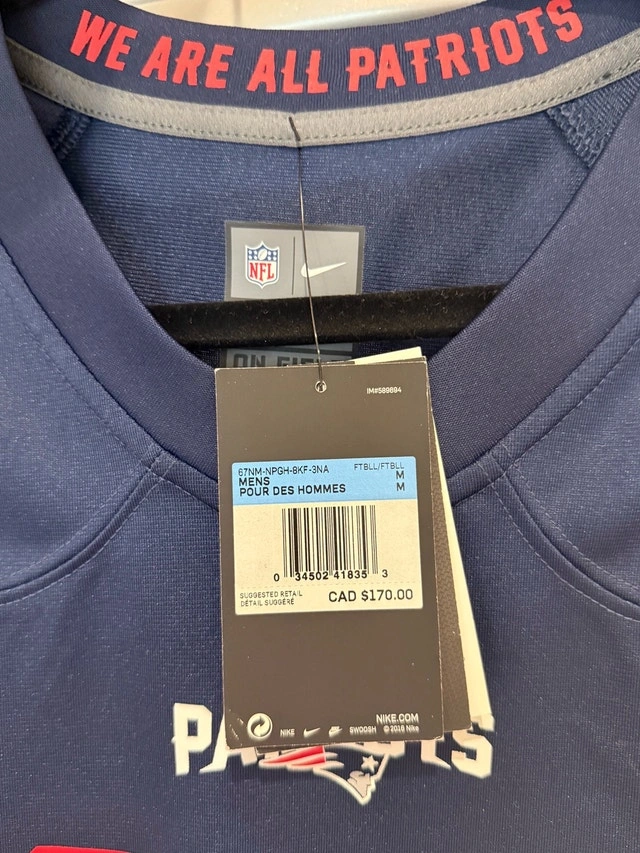 WE ARE ALL PATRIOTS
NFL
IM#589694
67NM-NPGH-8KF-3NA FTBLL/FTBLL
MENS M
POUR DES HOMMES M
0 34502 41835 3
SUGGESTED RETAIL
DÉTAIL SUGGÉRÉ
CAD $170.00
NIKE.COM
NIKE SWOOSH © 2018 Nike